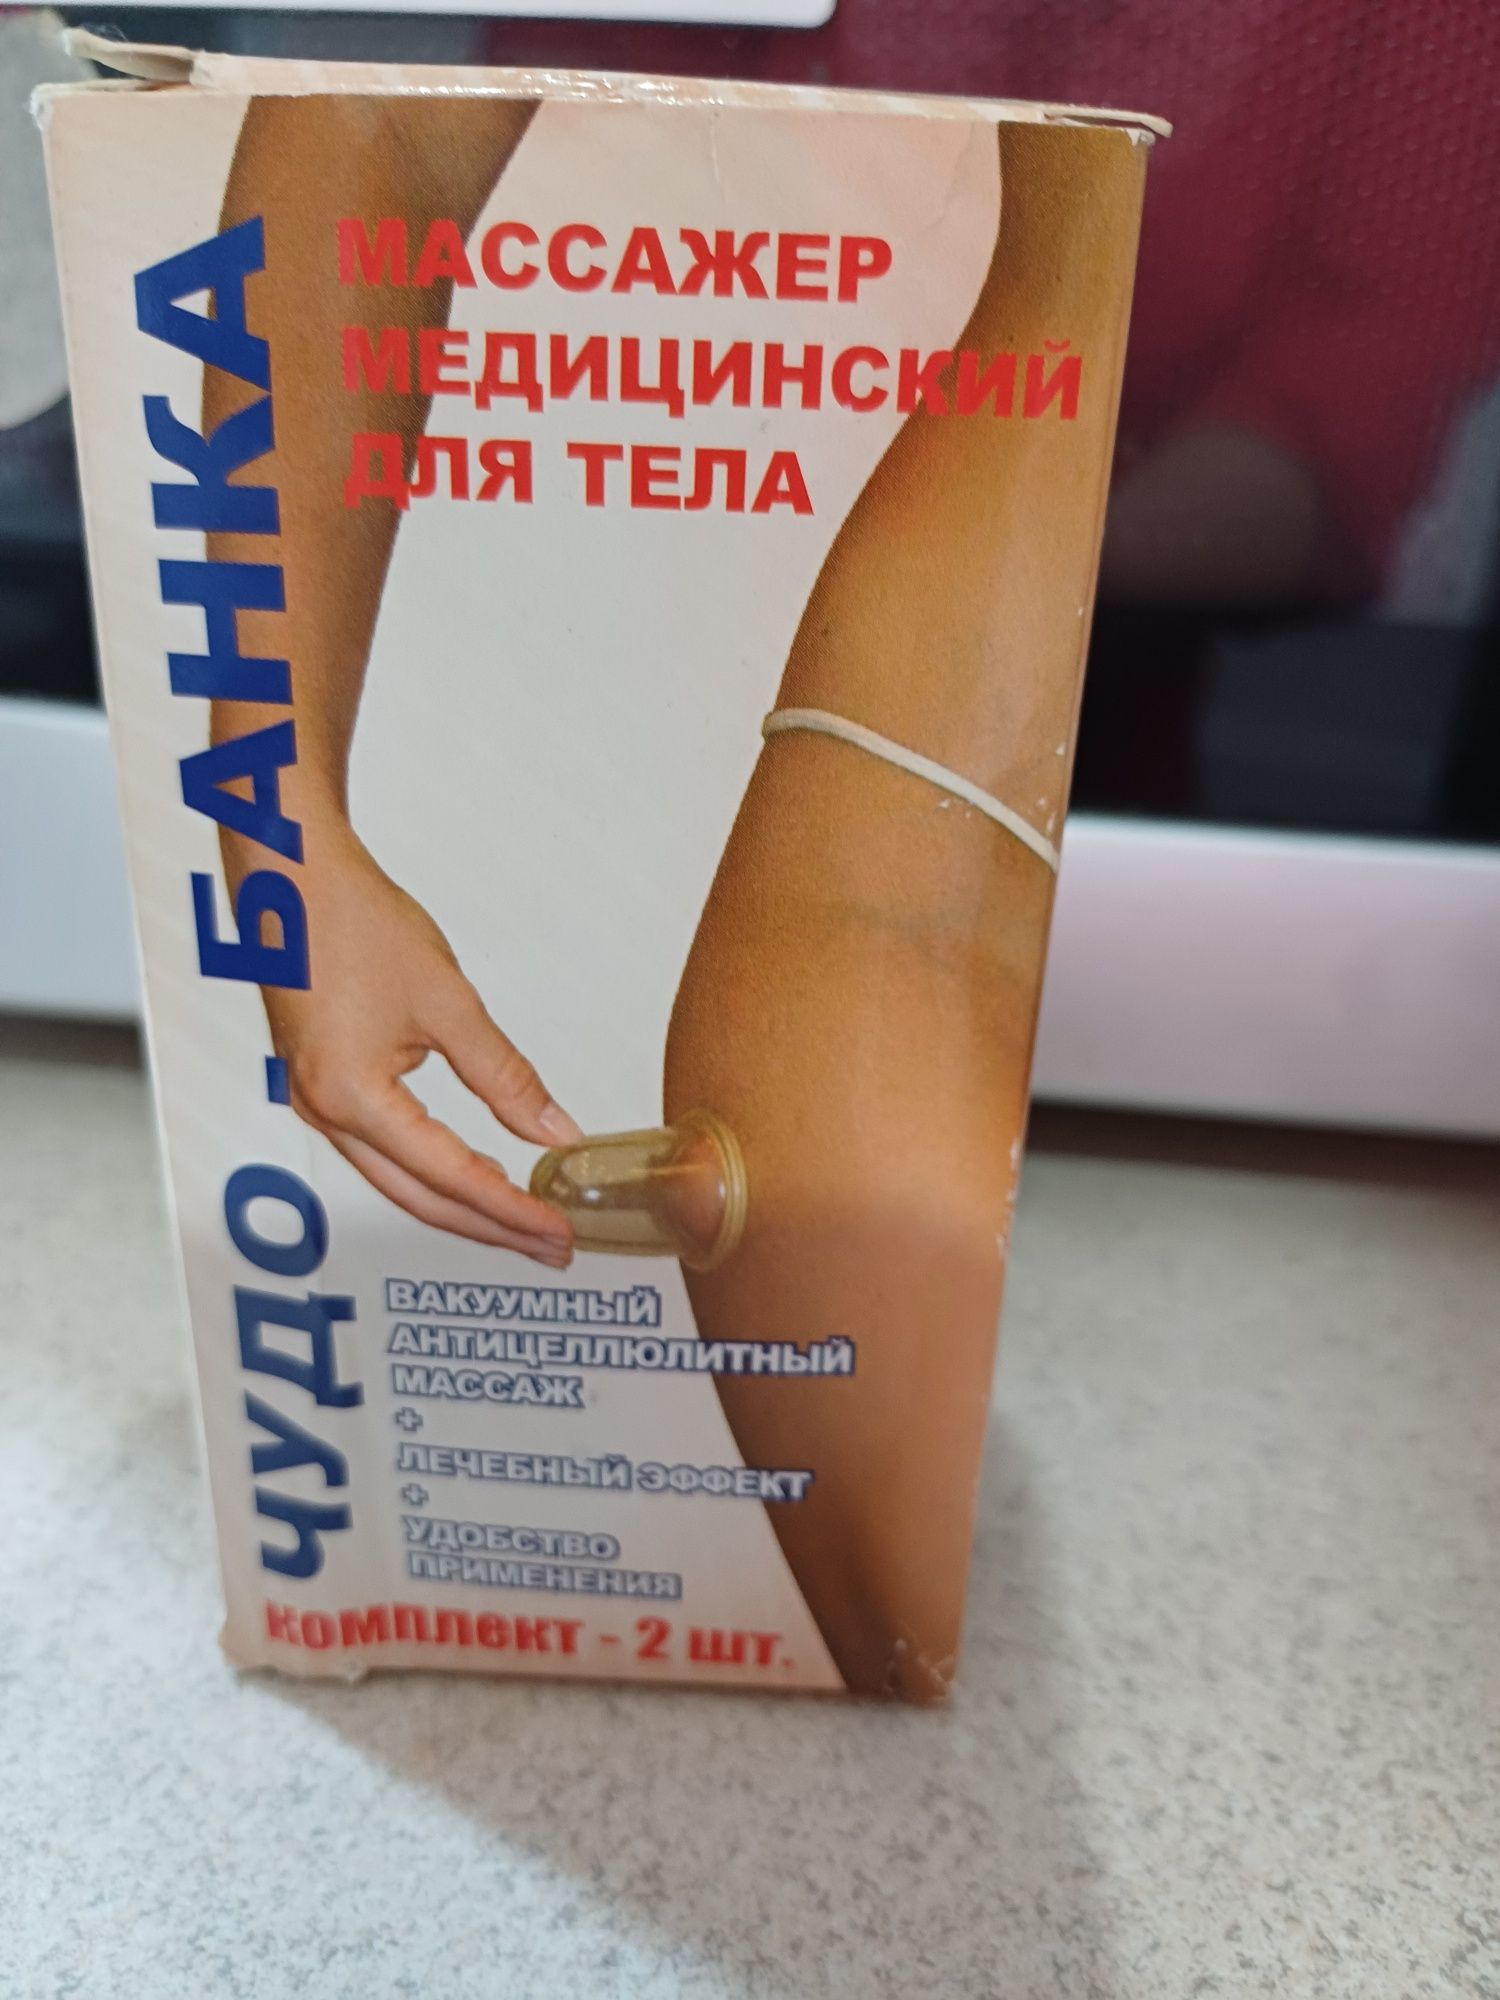 ЧУДО - БАНКА
МАССАЖЕР
МЕДИЦИНСКИЙ
ДЛЯ ТЕЛА
ВАКУУМНЫЙ
АНТИЦЕЛЛЮЛИТНЫЙ
МАССАЖ
+
ЛЕЧЕБНЫЙ ЭФФЕКТ
+
УДОБСТВО
ПРИМЕНЕНИЯ
КОМПЛЕКТ - 2 ШТ.